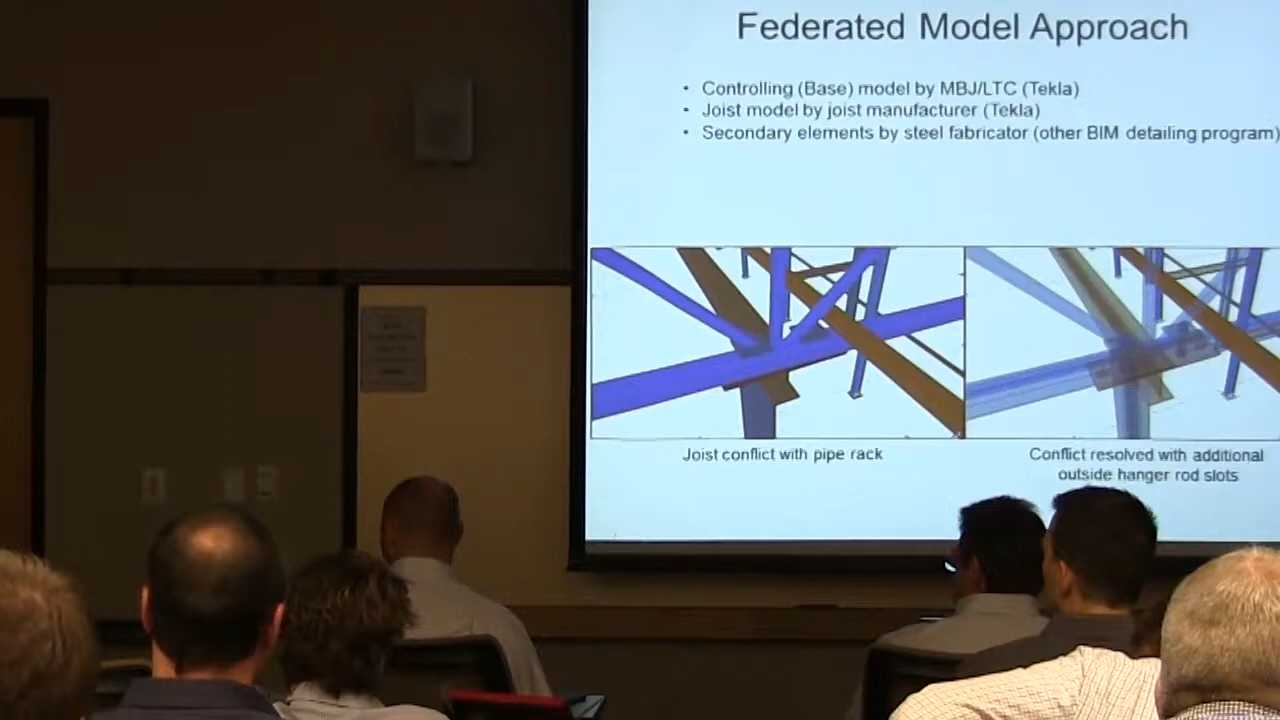 Federated Model Approach
• Controlling (Base) model by MBJ/LTC (Tekla)
• Joist model by joist manufacturer (Tekla)
• Secondary elements by steel fabricator (other BIM detailing program)
Joist conflict with pipe rack
Conflict resolved with additional
outside hanger rod slots